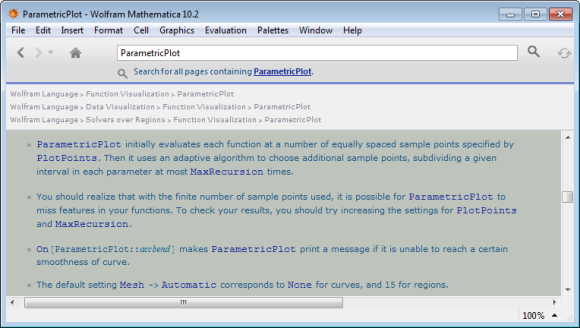 ParametricPlot - Wolfram Mathematica 10.2
File Edit Insert Format Cell Graphics Evaluation Palettes Window Help
ParametricPlot
Search for all pages containing ParametricPlot.
Wolfram Language > Function Visualization > ParametricPlot
Wolfram Language > Data Visualization > Function Visualization > ParametricPlot
Wolfram Language > Solvers over Regions > Function Visualization > ParametricPlot
ParametricPlot initially evaluates each function at a number of equally spaced sample points specified by
PlotPoints. Then it uses an adaptive algorithm to choose additional sample points, subdividing a given
interval in each parameter at most MaxRecursion times.
You should realize that with the finite number of sample points used, it is possible for ParametricPlot to
miss features in your functions. To check your results, you should try increasing the settings for PlotPoints
and MaxRecursion.
On[ParametricPlot::accbend] makes ParametricPlot print a message if it is unable to reach a certain
smoothness of curve.
The default setting Mesh -> Automatic corresponds to None for curves, and 15 for regions.
100%